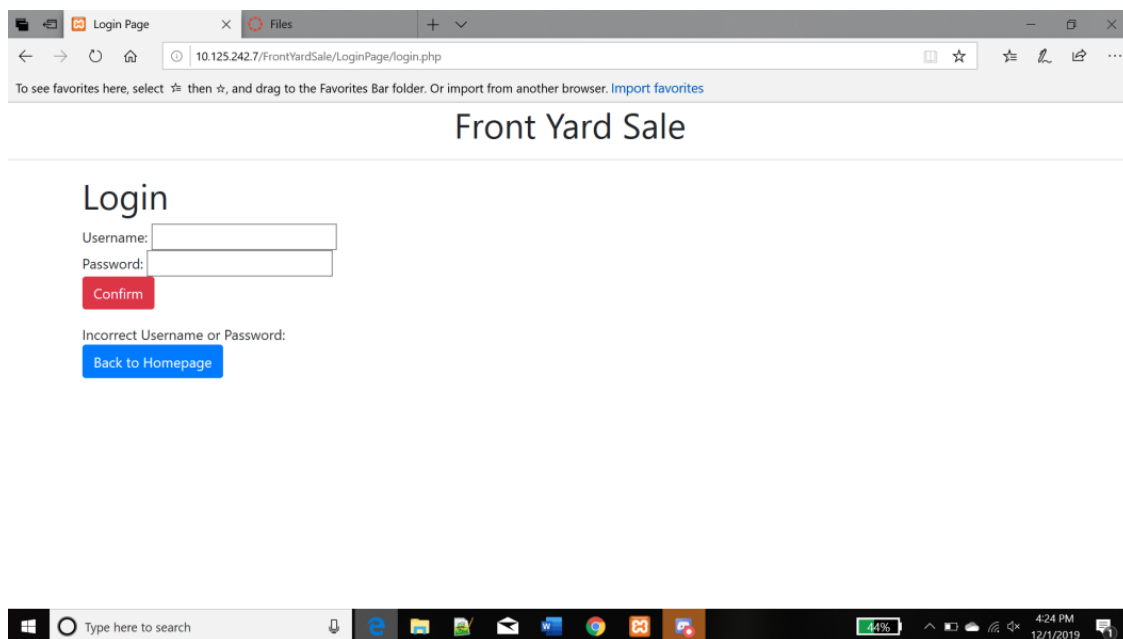 Login Page
Files
10.125.242.7/FrontYardSale/LoginPage/login.php
To see favorites here, select then , and drag to the Favorites Bar folder. Or import from another browser. Import favorites
Front Yard Sale
Login
Username:
Password:
Confirm
Incorrect Username or Password:
Back to Homepage
Type here to search
44%
4:24 PM
12/1/2019